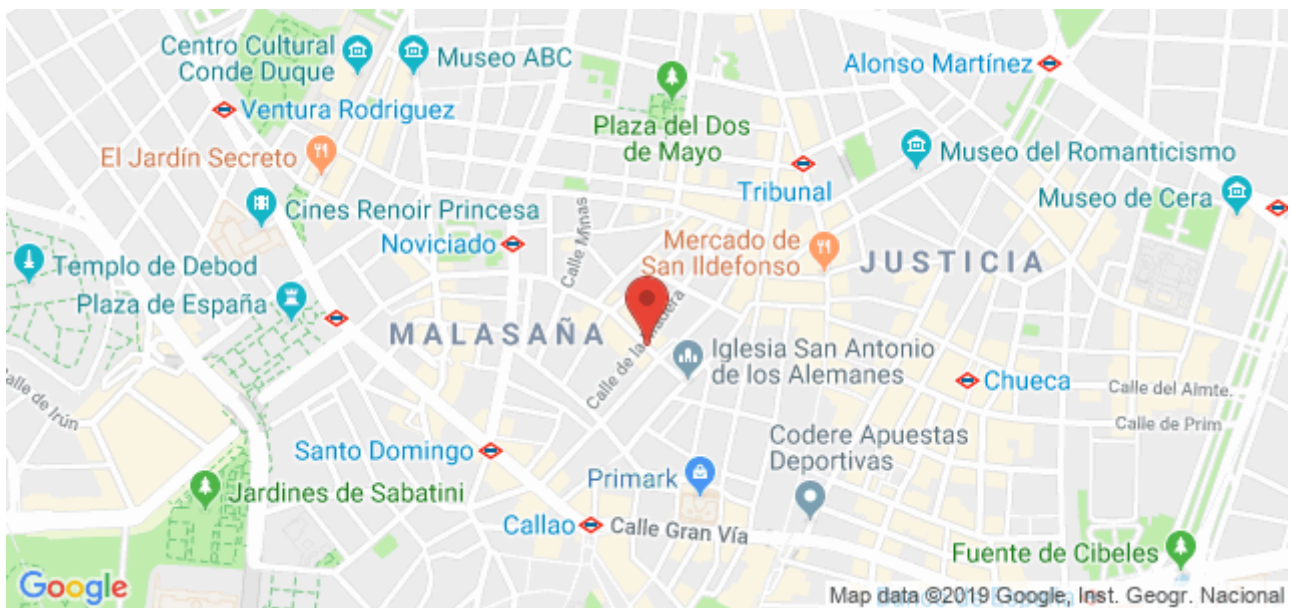 Centro Cultural
Conde Duque
Museo ABC
Alonso Martínez
Ventura Rodriguez
Plaza del Dos
de Mayo
El Jardín Secreto
Museo del Romanticismo
Tribunal
Museo de Cera
Cines Renoir Princesa
Noviciado
Calle Minas
Mercado de
San Ildefonso
JUSTICIA
Templo de Debod
Plaza de España
MALASAÑA
Calle de la
Iglesia San Antonio
de los Alemanes
Chueca
Calle del Almte.
Calle de Irún
Calle de Prim
Santo Domingo
Codere Apuestas
Deportivas
Primark
Jardines de Sabatini
Callao
Calle Gran Vía
Fuente de Cibeles
Google
Map data ©2019 Google, Inst. Geogr. Nacional